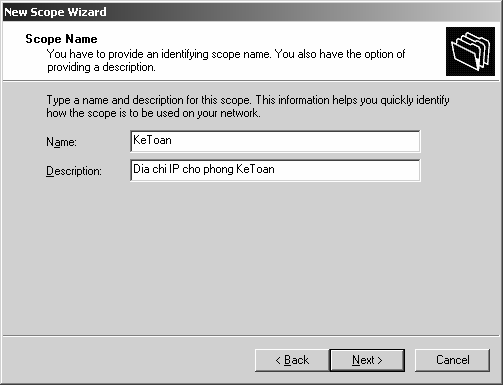 New Scope Wizard
Scope Name
You have to provide an identifying scope name. You also have the option of
providing a description.
Type a name and description for this scope. This information helps you quickly identify
how the scope is to be used on your network.
Name: KeToan
Description: Dia chi IP cho phong KeToan
< Back Next > Cancel